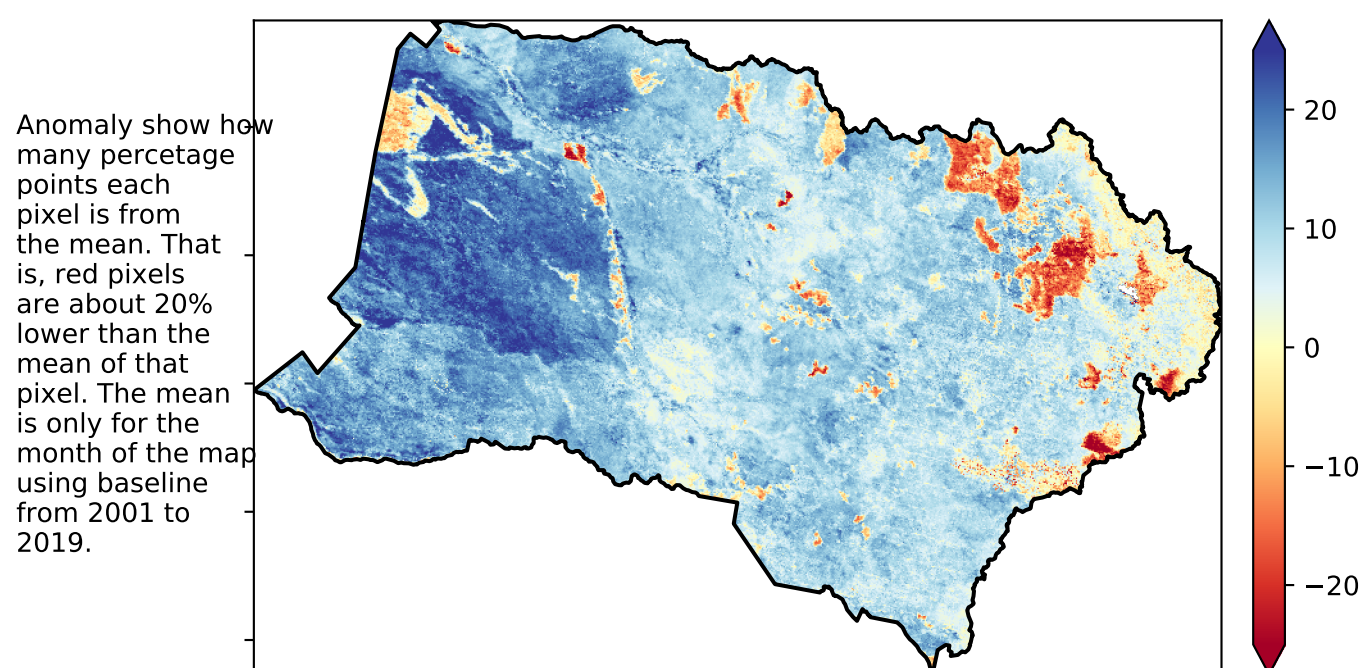 Anomaly show how
many percetage
points each
pixel is from
the mean. That
is, red pixels
are about 20%
lower than the
mean of that
pixel. The mean
is only for the
month of the map
using baseline
from 2001 to
2019.
20
10
0
−10
−20